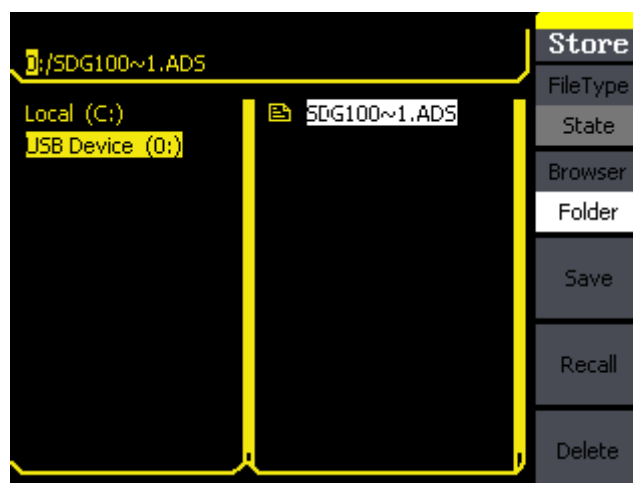 0:/SDG100~1.ADS
Local (C:)
USB Device (0:)
SDG100~1.ADS
Store
FileType
State
Browser
Folder
Save
Recall
Delete